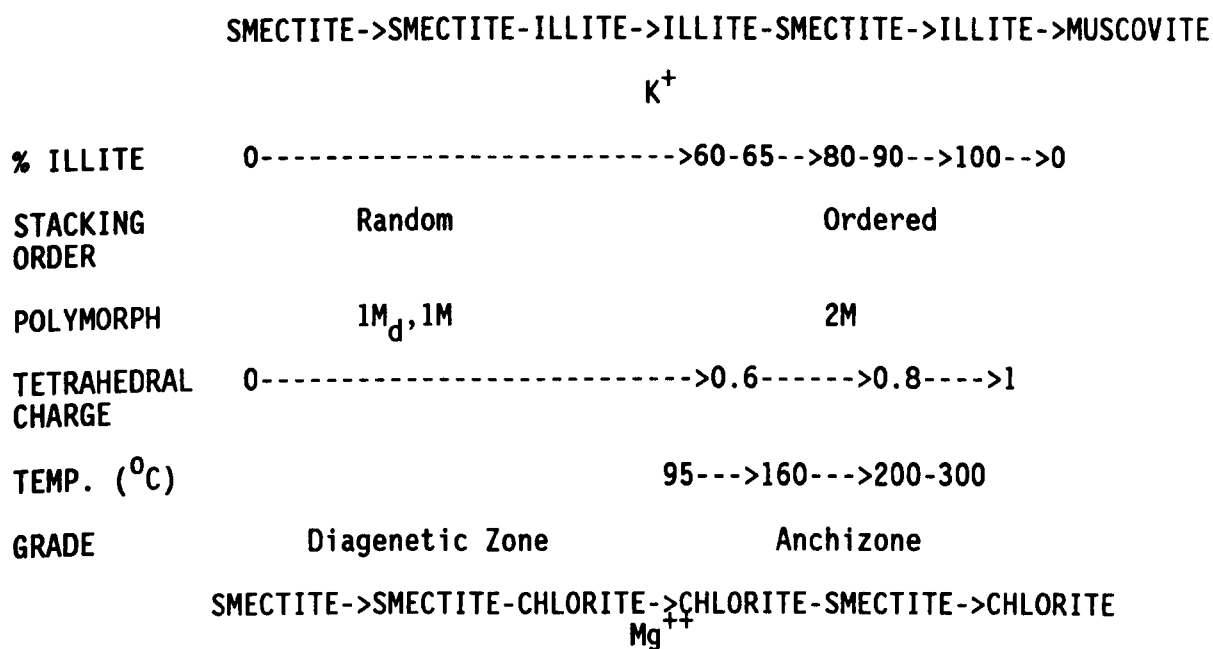 SMECTITE->SMECTITE-ILLITE->ILLITE-SMECTITE->ILLITE->MUSCOVITE
K+
% ILLITE 0--------------------------->60-65-->80-90-->100-->0
STACKING Random Ordered
ORDER
POLYMORPH 1Md,1M 2M
TETRAHEDRAL 0---------------------------->0.6------>0.8---->1
CHARGE
TEMP. (OC) 95--->160--->200-300
GRADE Diagenetic Zone Anchizone
SMECTITE->SMECTITE-CHLORITE->CHLORITE-SMECTITE->CHLORITE
Mg++